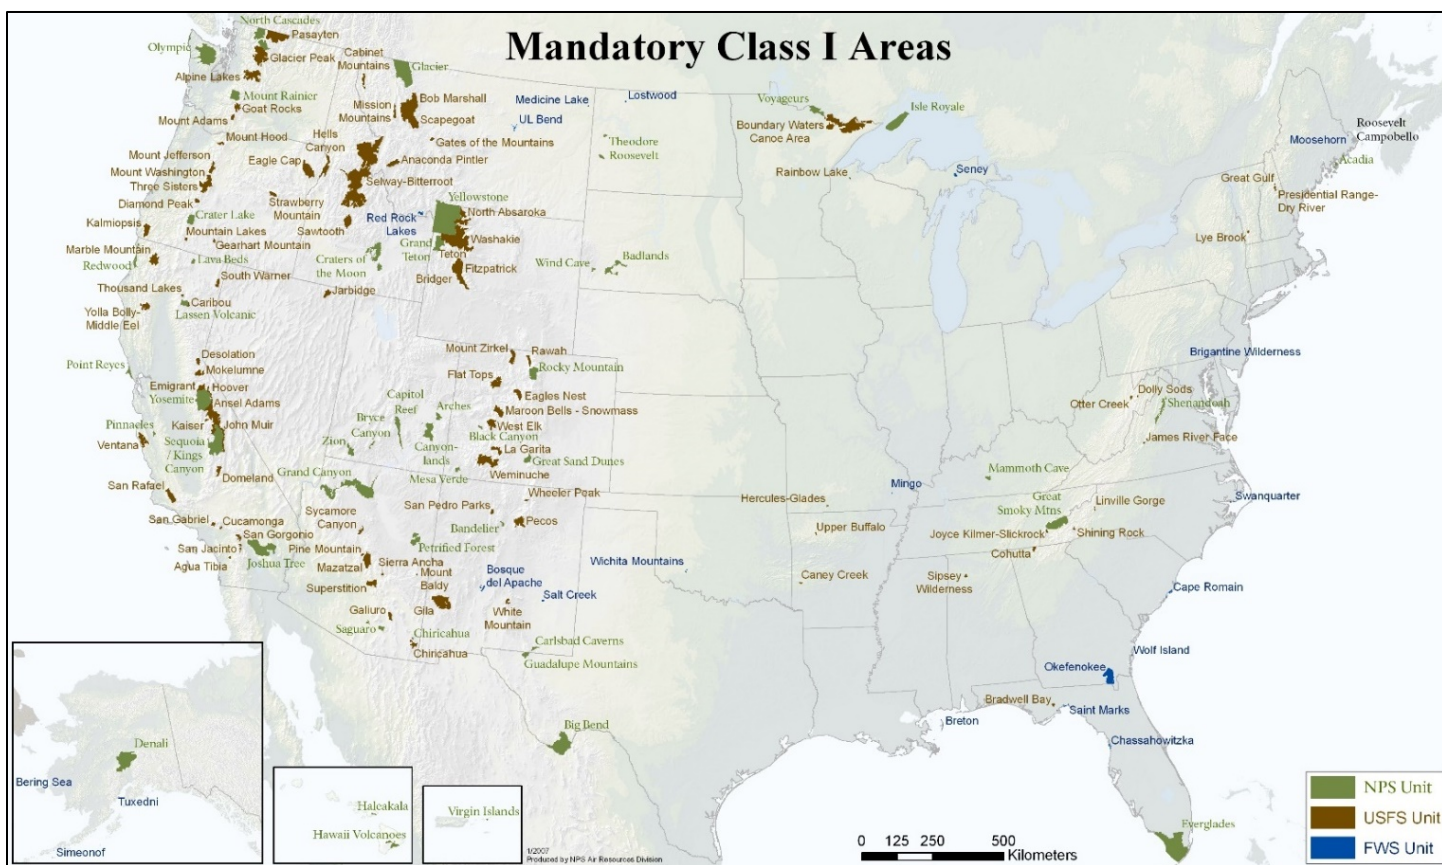 Mandatory Class I Areas
North Cascades
Pasayten
Olympic
Glacier Peak
Cabinet
Mountains
Glacier
Alpine Lakes
Mount Rainier
Goat Rocks
Mount Adams
Mission
Mountains
Bob Marshall
Scapegoat
Medicine Lake
Lostwood
UL Bend
Gates of the Mountains
Theodore
Roosevelt
Voyageurs
Isle Royale
Boundary Waters
Canoe Area
Rainbow Lake
Seney
Moosehorn
Roosevelt
Campobello
Acadia
Great Gulf
Presidential Range-
Dry River
Lye Brook
Mount Hood
Hells
Canyon
Mount Jefferson
Eagle Cap
Anaconda Pintler
Mount Washington
Three Sisters
Selway-Bitterroot
Diamond Peak
Strawberry
Mountain
Yellowstone
North Absaroka
Kalmiopsis
Crater Lake
Mountain Lakes
Sawtooth
Red Rock
Lakes
Gearhart Mountain
Washakie
Marble Mountain
Redwood
Lava Beds
Craters of
the Moon
Grand
Teton
Teton
Fitzpatrick
Bridger
Wind Cave
Badlands
South Warner
Thousand Lakes
Jarbidge
Caribou
Lassen Volcanic
Yolla Bolly-
Middle Eel
Desolation
Mokelumne
Point Reyes
Emigrant
Hoover
Yosemite
Ansel Adams
Kaiser
John Muir
Pinnacles
Ventana
Sequoia
/ Kings
Canyon
Domeland
San Rafael
Mount Zirkel
Rawah
Rocky Mountain
Flat Tops
Eagles Nest
Capitol
Reef
Arches
Maroon Bells - Snowmass
Bryce
Canyon
West Elk
Black Canyon
Zion
Canyon-
lands
La Garita
Great Sand Dunes
Weminuche
Mesa Verde
Grand Canyon
Wheeler Peak
San Pedro Parks
Sycamore
Canyon
Bandelier
Pecos
San Gabriel
Cucamonga
San Gorgonio
San Jacinto
Agua Tibia
Joshua Tree
Pine Mountain
Mazatzal
Petrified Forest
Sierra Ancha
Mount
Baldy
Superstition
Bosque
del Apache
Salt Creek
Galiuro
Gila
White
Mountain
Saguaro
Chiricahua
Chiricahua
Carlsbad Caverns
Guadalupe Mountains
Big Bend
Wichita Mountains
Hercules-Glades
Mingo
Upper Buffalo
Caney Creek
Mammoth Cave
Great
Smoky Mtns
Joyce Kilmer-Slickrock
Linville Gorge
Shining Rock
Cohutta
Sipsey
Wilderness
Brigantine Wilderness
Dolly Sods
Otter Creek
Shenandoah
James River Face
Swanquarter
Cape Romain
Wolf Island
Okefenokee
Bradwell Bay
Saint Marks
Breton
Chassahowitzka
Everglades
Denali
Bering Sea
Tuxedni
Simeonof
Haleakala
Hawaii Volcanoes
Virgin Islands
1/2007
Produced by NPS Air Resources Division
0 125 250 500
Kilometers
NPS Unit
USFS Unit
FWS Unit